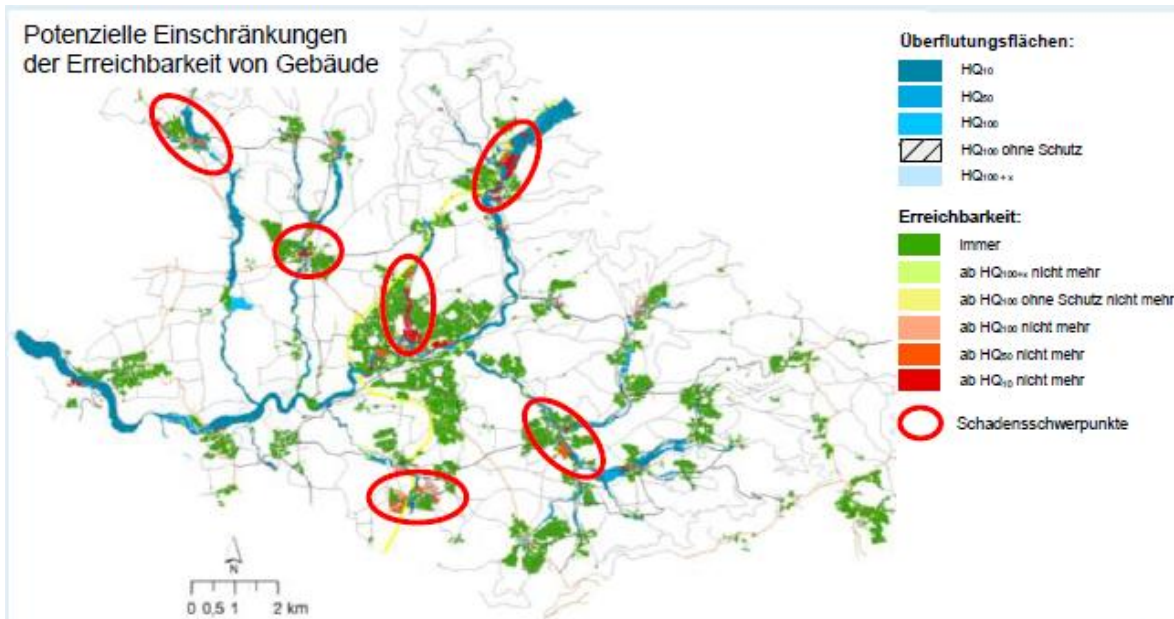 Potenzielle Einschränkungen
der Erreichbarkeit von Gebäude
Überflutungsflächen:
HQ10
HQ50
HQ100
HQ100 ohne Schutz
HQ100 + x
Erreichbarkeit:
Immer
ab HQ100+x nicht mehr
ab HQ100 ohne Schutz nicht mehr
ab HQ100 nicht mehr
ab HQ50 nicht mehr
ab HQ10 nicht mehr
Schadensschwerpunkte
N
0 0,5 1 2 km